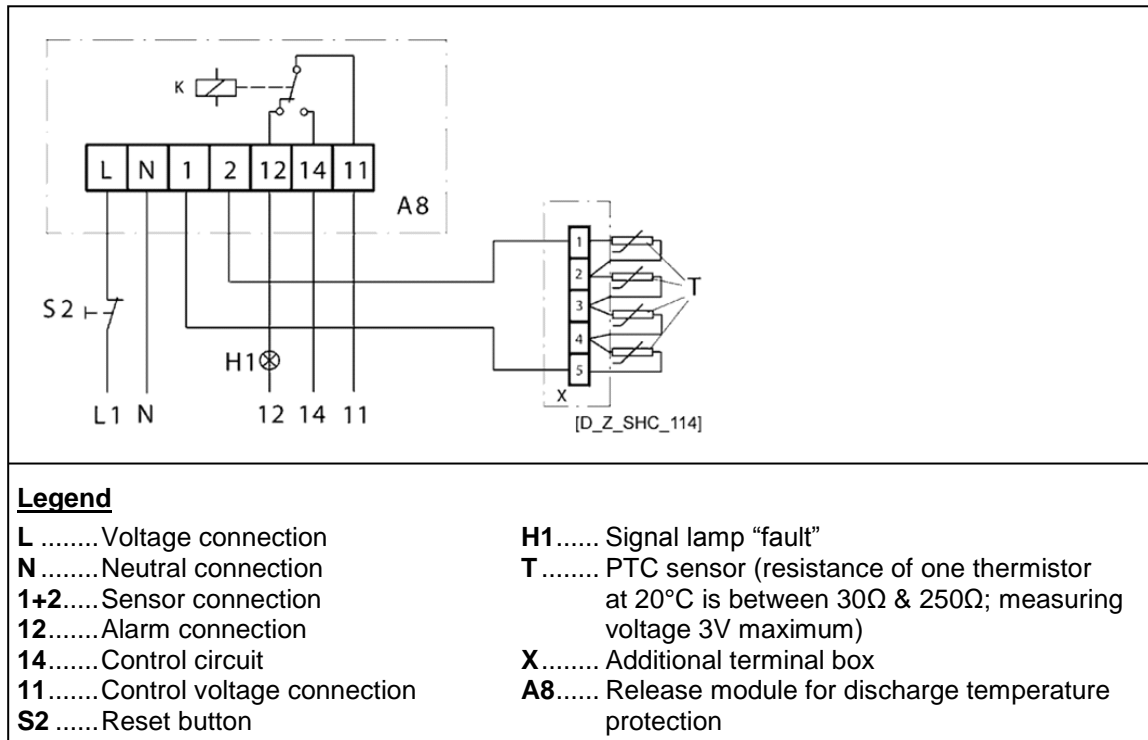 K
L N 1 2 12 14 11
A8
S2
H1
L1 N 12 14 11
1
2
3
4
5
T
X
[D_Z_SHC_114]
Legend
L ........Voltage connection
N ........Neutral connection
1+2.....Sensor connection
12.......Alarm connection
14.......Control circuit
11.......Control voltage connection
S2 ......Reset button
H1...... Signal lamp “fault”
T ........ PTC sensor (resistance of one thermistor
at 20°C is between 30Ω & 250Ω; measuring
voltage 3V maximum)
X........ Additional terminal box
A8...... Release module for discharge temperature
protection